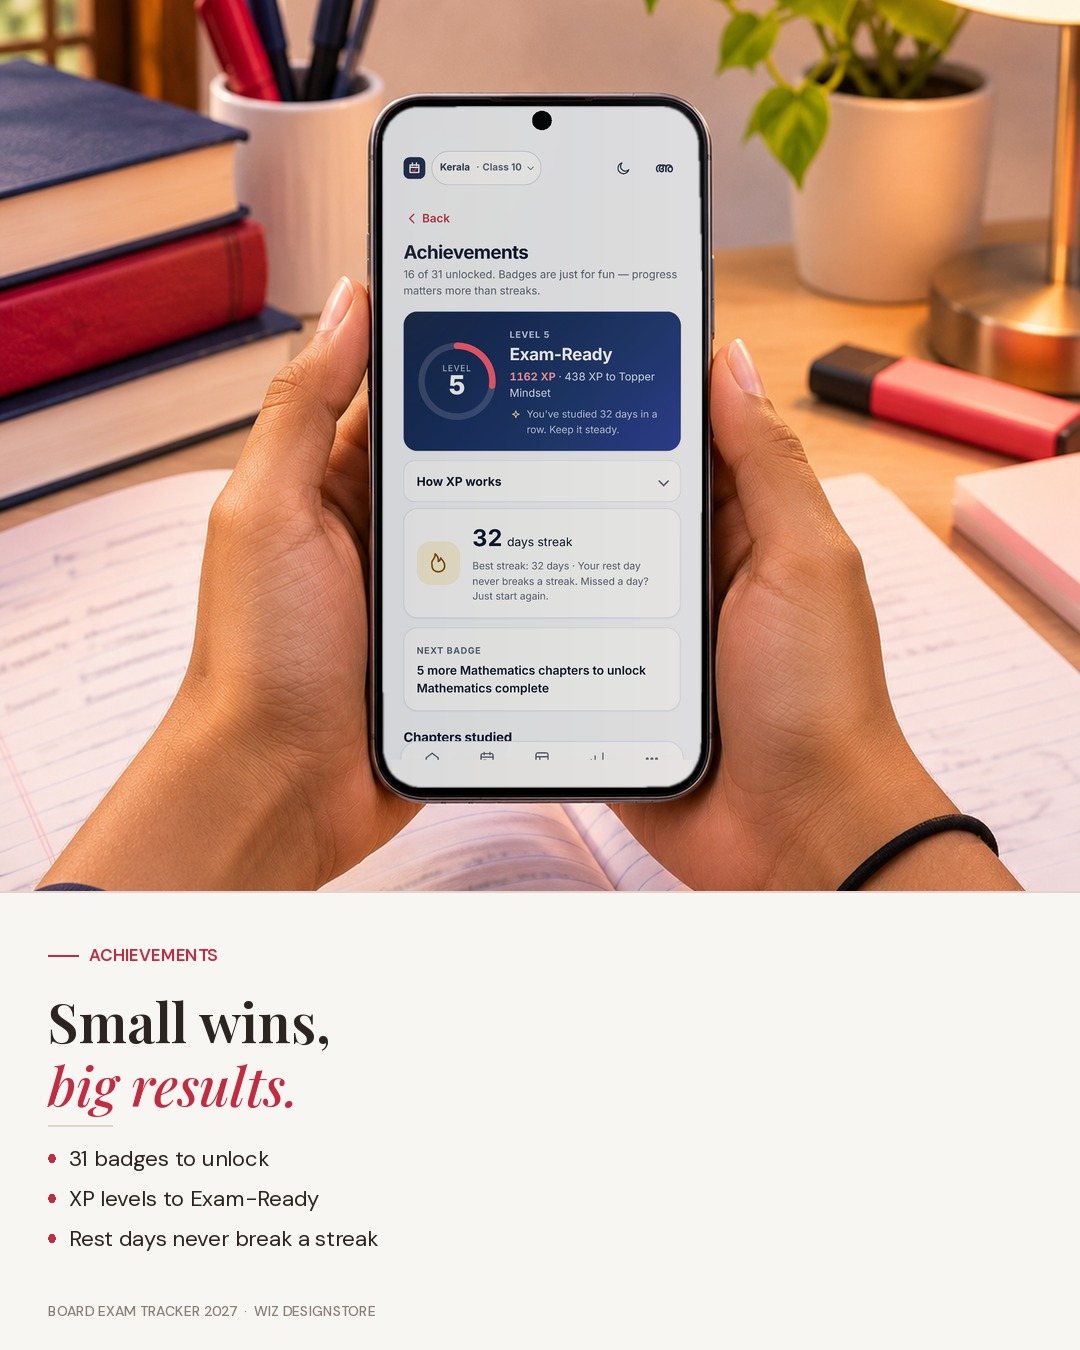 Kerala · Class 10
അ
Back
Achievements
16 of 31 unlocked. Badges are just for fun — progress
matters more than streaks.
LEVEL
5
LEVEL 5
Exam-Ready
1162 XP · 438 XP to Topper
Mindset
You've studied 32 days in a
row. Keep it steady.
How XP works
32 days streak
Best streak: 32 days · Your rest day
never breaks a streak. Missed a day?
Just start again.
NEXT BADGE
5 more Mathematics chapters to unlock
Mathematics complete
Chapters studied
ACHIEVEMENTS
Small wins,
big results.
31 badges to unlock
XP levels to Exam-Ready
Rest days never break a streak
BOARD EXAM TRACKER 2027 · WIZ DESIGNSTORE